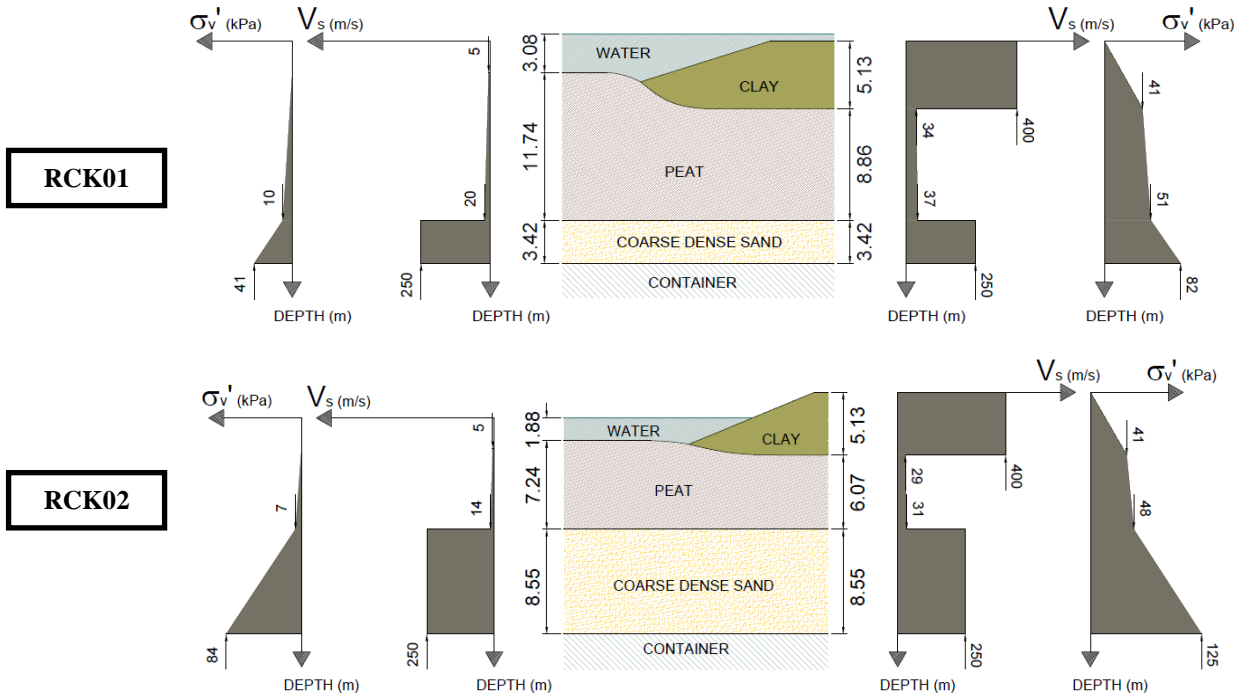 σv' (kPa)
Vs (m/s)
Vs (m/s)
σv' (kPa)
RCK01
10
41
DEPTH (m)
5
20
250
DEPTH (m)
3.08
11.74
3.42
WATER
CLAY
PEAT
COARSE DENSE SAND
CONTAINER
5.13
8.86
3.42
34
400
37
250
DEPTH (m)
41
51
82
DEPTH (m)
σv' (kPa)
Vs (m/s)
Vs (m/s)
σv' (kPa)
RCK02
7
84
DEPTH (m)
5
14
250
DEPTH (m)
1.88
7.24
8.55
WATER
CLAY
PEAT
COARSE DENSE SAND
CONTAINER
5.13
6.07
8.55
29
400
31
250
DEPTH (m)
41
48
125
DEPTH (m)